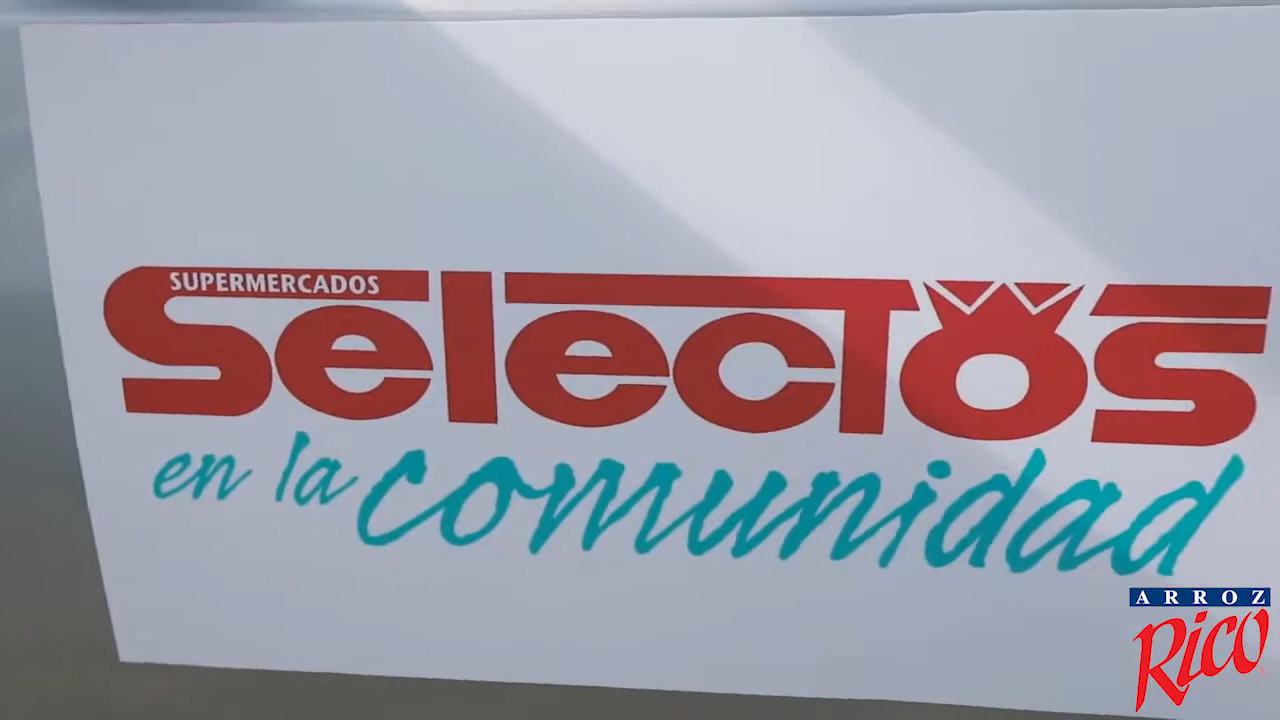 SUPERMERCADOS
Selectos
en la comunidad
ARROZ
Rico